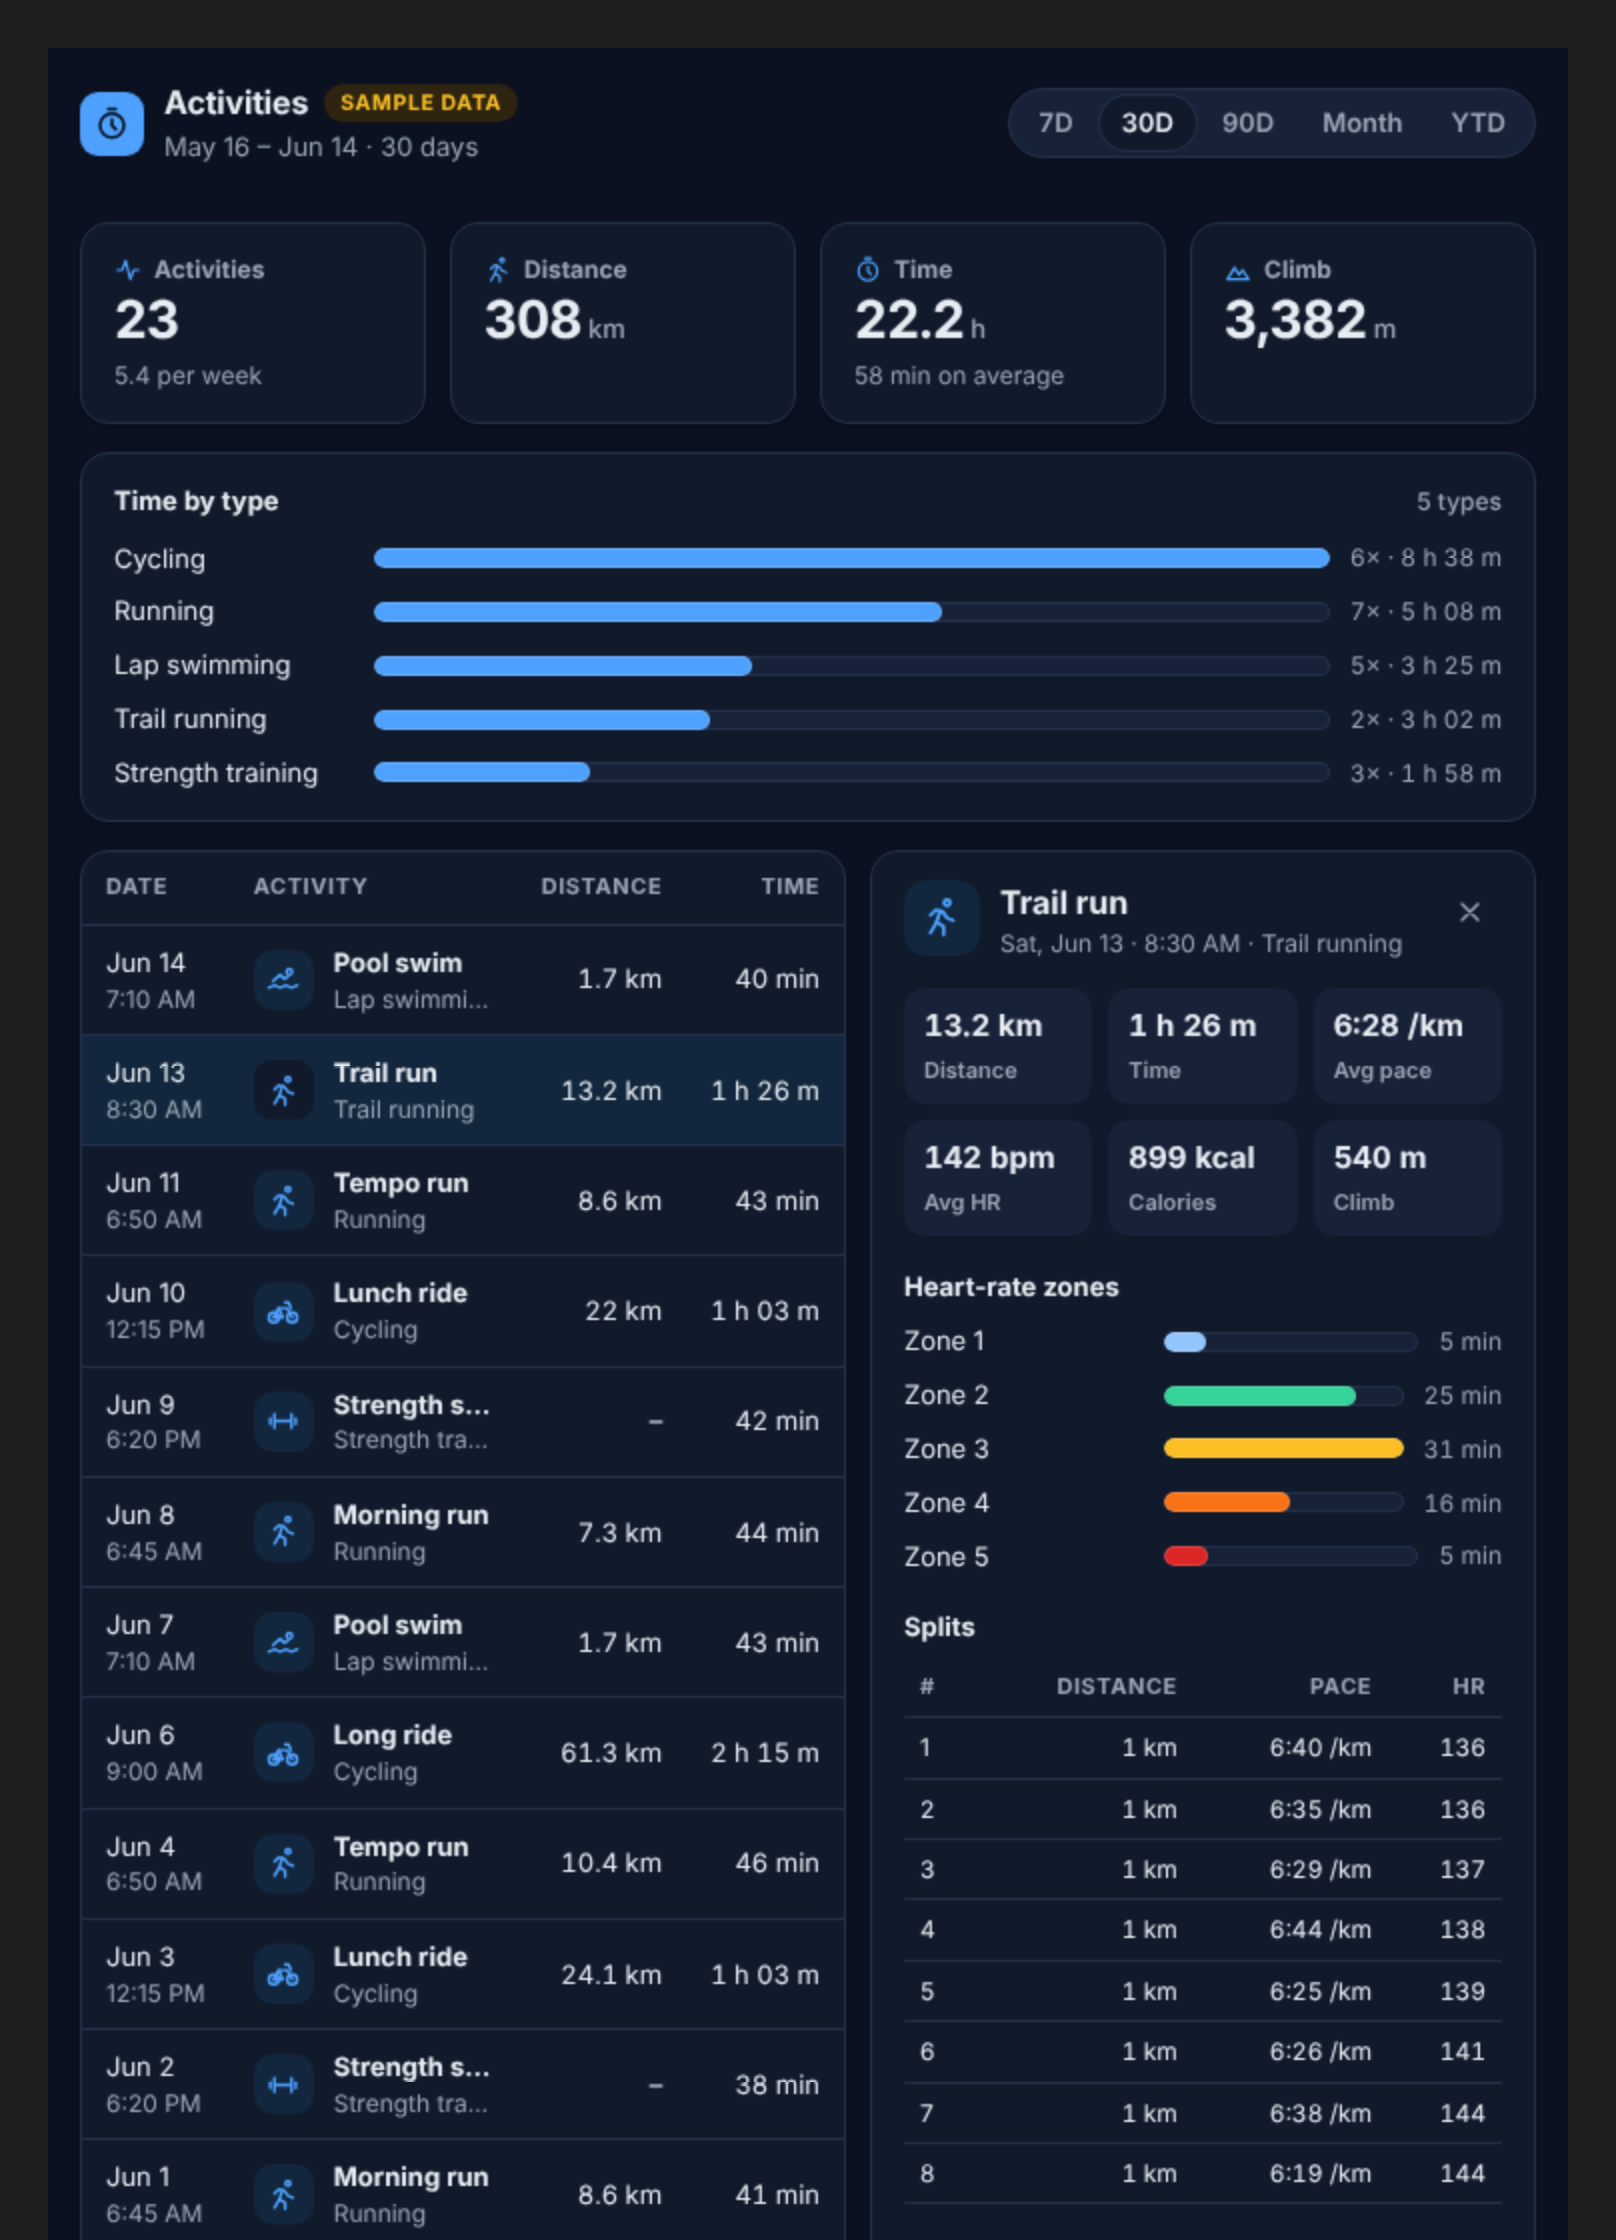 Activities SAMPLE DATA
May 16 – Jun 14 · 30 days
7D 30D 90D Month YTD
Activities
23
5.4 per week
Distance
308 km
Time
22.2 h
58 min on average
Climb
3,382 m
Time by type 5 types
Cycling 6× · 8 h 38 m
Running 7× · 5 h 08 m
Lap swimming 5× · 3 h 25 m
Trail running 2× · 3 h 02 m
Strength training 3× · 1 h 58 m
DATE ACTIVITY DISTANCE TIME
Jun 14 Pool swim 1.7 km 40 min
7:10 AM Lap swimmi...
Jun 13 Trail run 13.2 km 1 h 26 m
8:30 AM Trail running
Jun 11 Tempo run 8.6 km 43 min
6:50 AM Running
Jun 10 Lunch ride 22 km 1 h 03 m
12:15 PM Cycling
Jun 9 Strength s... – 42 min
6:20 PM Strength tra...
Jun 8 Morning run 7.3 km 44 min
6:45 AM Running
Jun 7 Pool swim 1.7 km 43 min
7:10 AM Lap swimmi...
Jun 6 Long ride 61.3 km 2 h 15 m
9:00 AM Cycling
Jun 4 Tempo run 10.4 km 46 min
6:50 AM Running
Jun 3 Lunch ride 24.1 km 1 h 03 m
12:15 PM Cycling
Jun 2 Strength s... – 38 min
6:20 PM Strength tra...
Jun 1 Morning run 8.6 km 41 min
6:45 AM Running
Trail run
Sat, Jun 13 · 8:30 AM · Trail running
13.2 km 1 h 26 m 6:28 /km
Distance Time Avg pace
142 bpm 899 kcal 540 m
Avg HR Calories Climb
Heart-rate zones
Zone 1 5 min
Zone 2 25 min
Zone 3 31 min
Zone 4 16 min
Zone 5 5 min
Splits
# DISTANCE PACE HR
1 1 km 6:40 /km 136
2 1 km 6:35 /km 136
3 1 km 6:29 /km 137
4 1 km 6:44 /km 138
5 1 km 6:25 /km 139
6 1 km 6:26 /km 141
7 1 km 6:38 /km 144
8 1 km 6:19 /km 144